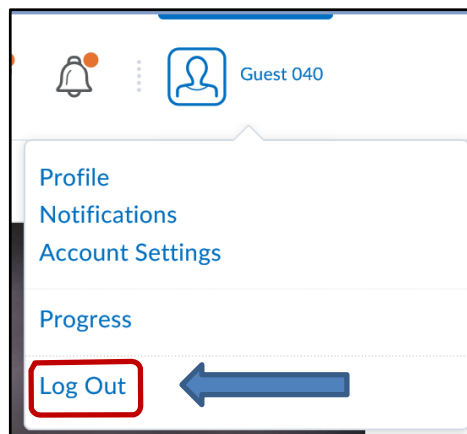 Guest 040
Profile
Notifications
Account Settings
Progress
Log Out